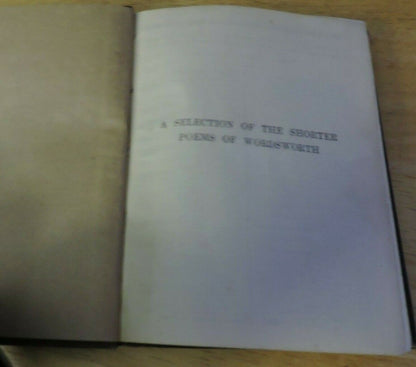 A SELECTION OF THE SHORTER
POEMS OF WORDSWORTH